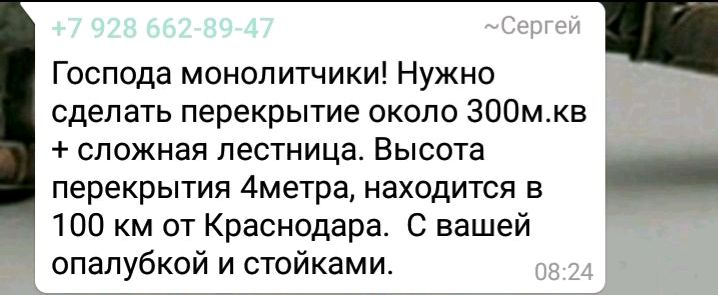 +7 928 662-89-47 ~Сергей
Господа монолитчики! Нужно
сделать перекрытие около 300м.кв
+ сложная лестница. Высота
перекрытия 4метра, находится в
100 км от Краснодара.  С вашей
опалубкой и стойками.
08:24